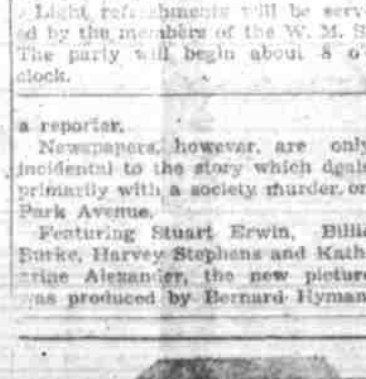 Light refreshments will be serv-
ed by the members of the W. M. S.
The party will begin about 8 o'-
clock.
a reporter.
Newspapers, however, are only
incidental to the story which deals
primarily with a society murder on
Park Avenue.
Featuring Stuart Erwin, Billie
Burke, Harvey Stephens and Kath-
erine Alexander, the new picture
was produced by Bernard Hyman